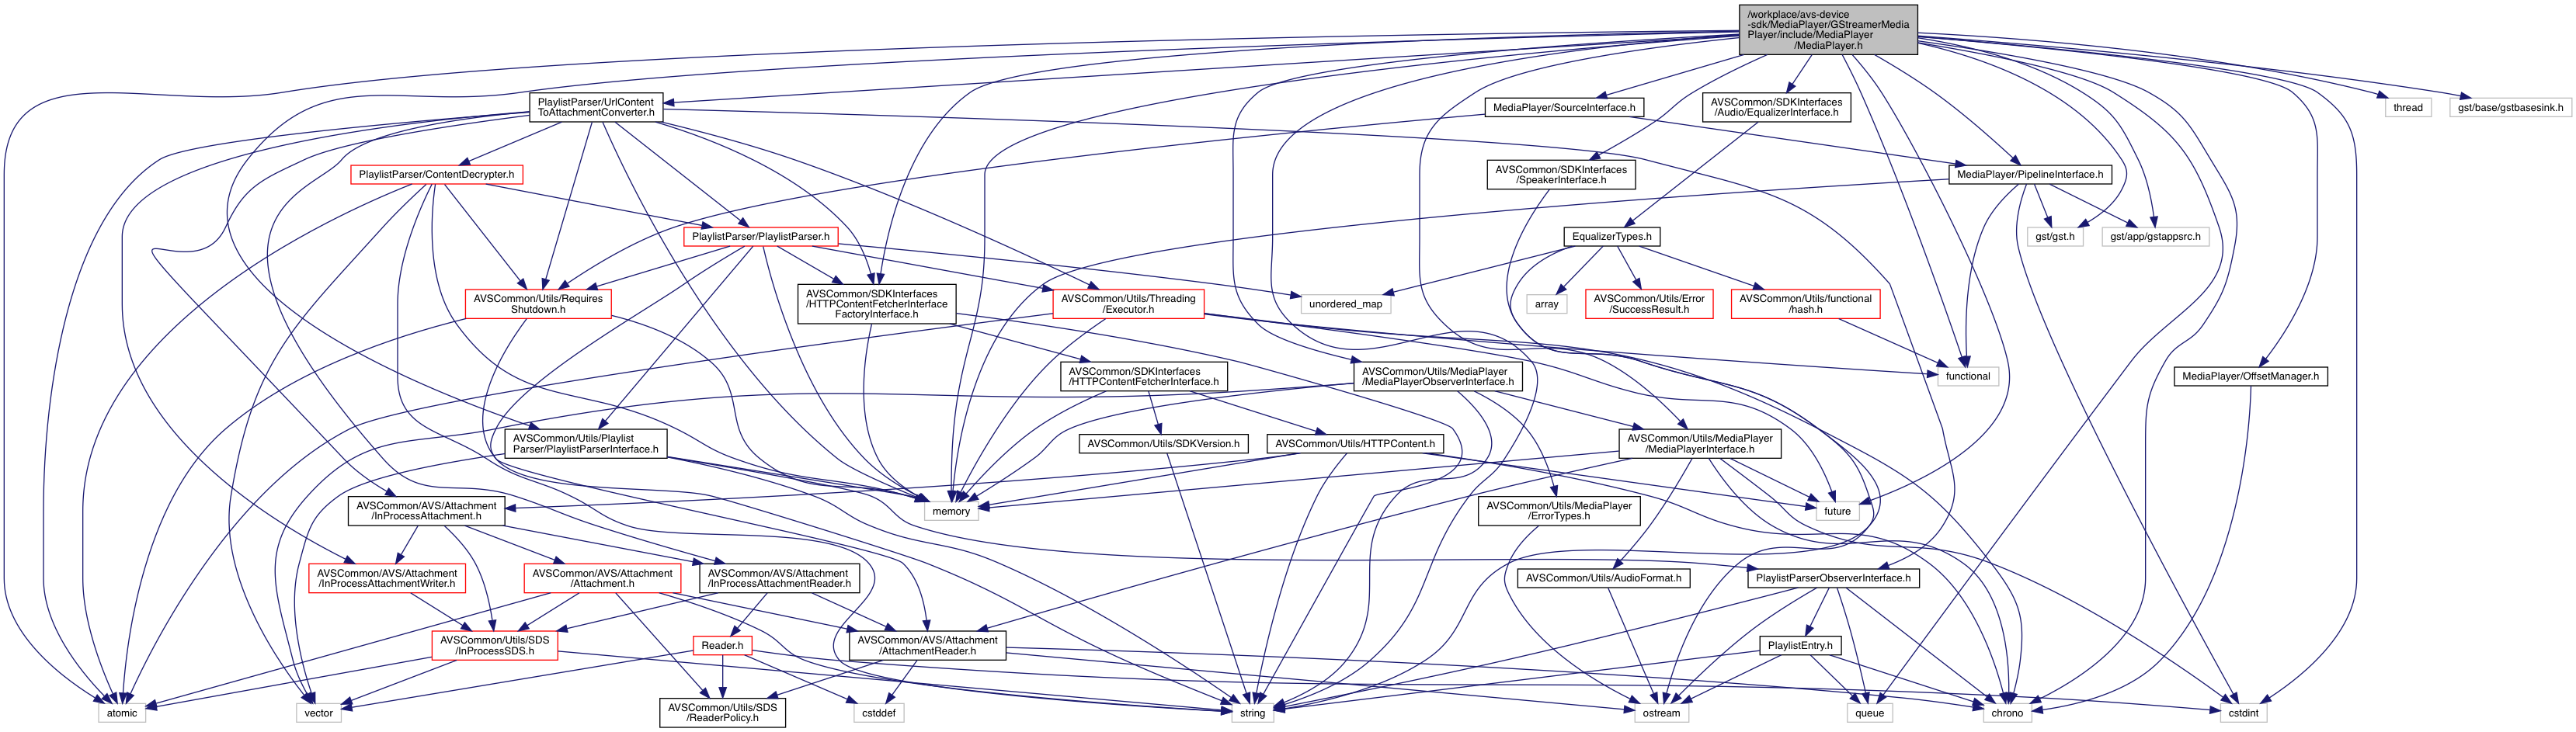 /workplace/avs-device
-sdk/MediaPlayer/GStreamerMedia
Player/include/MediaPlayer
/MediaPlayer.h
PlaylistParser/UrlContent
ToAttachmentConverter.h
MediaPlayer/SourceInterface.h
AVSCommon/SDKInterfaces
/Audio/EqualizerInterface.h
thread
gst/base/gstbasesink.h
PlaylistParser/ContentDecrypter.h
AVSCommon/SDKInterfaces
/SpeakerInterface.h
MediaPlayer/PipelineInterface.h
PlaylistParser/PlaylistParser.h
EqualizerTypes.h
gst/gst.h
gst/app/gstappsrc.h
AVSCommon/Utils/Requires
Shutdown.h
AVSCommon/SDKInterfaces
/HTTPContentFetcherInterface
FactoryInterface.h
AVSCommon/Utils/Threading
/Executor.h
unordered_map
array
AVSCommon/Utils/Error
/SuccessResult.h
AVSCommon/Utils/functional
/hash.h
AVSCommon/SDKInterfaces
/HTTPContentFetcherInterface.h
AVSCommon/Utils/MediaPlayer
/MediaPlayerObserverInterface.h
functional
MediaPlayer/OffsetManager.h
AVSCommon/Utils/Playlist
Parser/PlaylistParserInterface.h
AVSCommon/Utils/SDKVersion.h
AVSCommon/Utils/HTTPContent.h
AVSCommon/Utils/MediaPlayer
/MediaPlayerInterface.h
AVSCommon/AVS/Attachment
/InProcessAttachment.h
memory
AVSCommon/Utils/MediaPlayer
/ErrorTypes.h
future
AVSCommon/AVS/Attachment
/InProcessAttachmentWriter.h
AVSCommon/AVS/Attachment
/Attachment.h
AVSCommon/AVS/Attachment
/InProcessAttachmentReader.h
AVSCommon/Utils/AudioFormat.h
PlaylistParserObserverInterface.h
AVSCommon/Utils/SDS
/InProcessSDS.h
Reader.h
AVSCommon/AVS/Attachment
/AttachmentReader.h
PlaylistEntry.h
atomic
vector
AVSCommon/Utils/SDS
/ReaderPolicy.h
cstddef
string
ostream
queue
chrono
cstdint